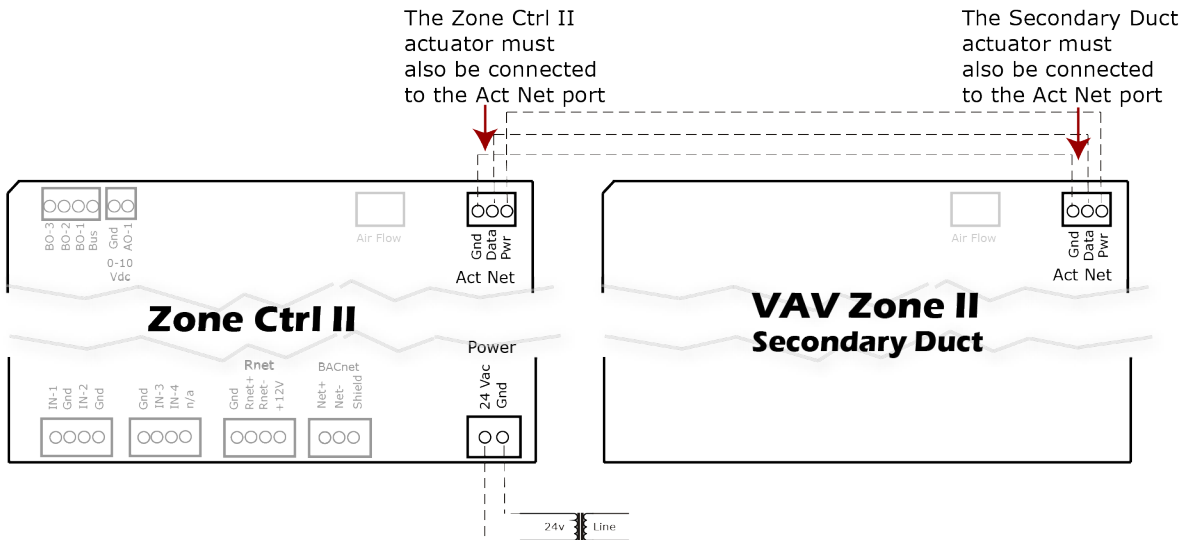 The Zone Ctrl II
actuator must
also be connected
to the Act Net port
The Secondary Duct
actuator must
also be connected
to the Act Net port
BO-3
BO-2
BO-1
Bus
Gnd
AO-1
0-10
Vdc
Air Flow
Gnd
Data
Pwr
Act Net
Air Flow
Gnd
Data
Pwr
Act Net
Zone Ctrl II
VAV Zone II
Secondary Duct
IN-1
Gnd
IN-2
Gnd
Gnd
IN-3
IN-4
n/a
Rnet
Gnd
Rnet+
Rnet-
+12V
BACnet
Net+
Net-
Shield
Power
24 Vac
Gnd
24v
Line